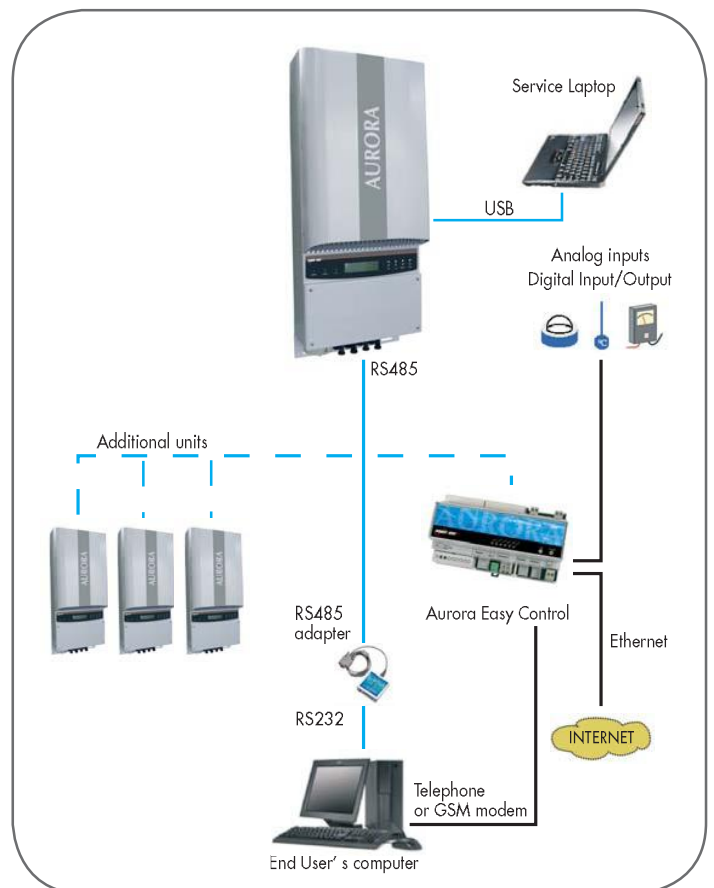 Service Laptop
AURORA
USB
Analog inputs
Digital Input/Output
°C
RS485
Additional units
AURORA
AURORA
AURORA
AURORA
RS485
adapter
Aurora Easy Control
Ethernet
RS232
INTERNET
Telephone
or GSM modem
End User' s computer